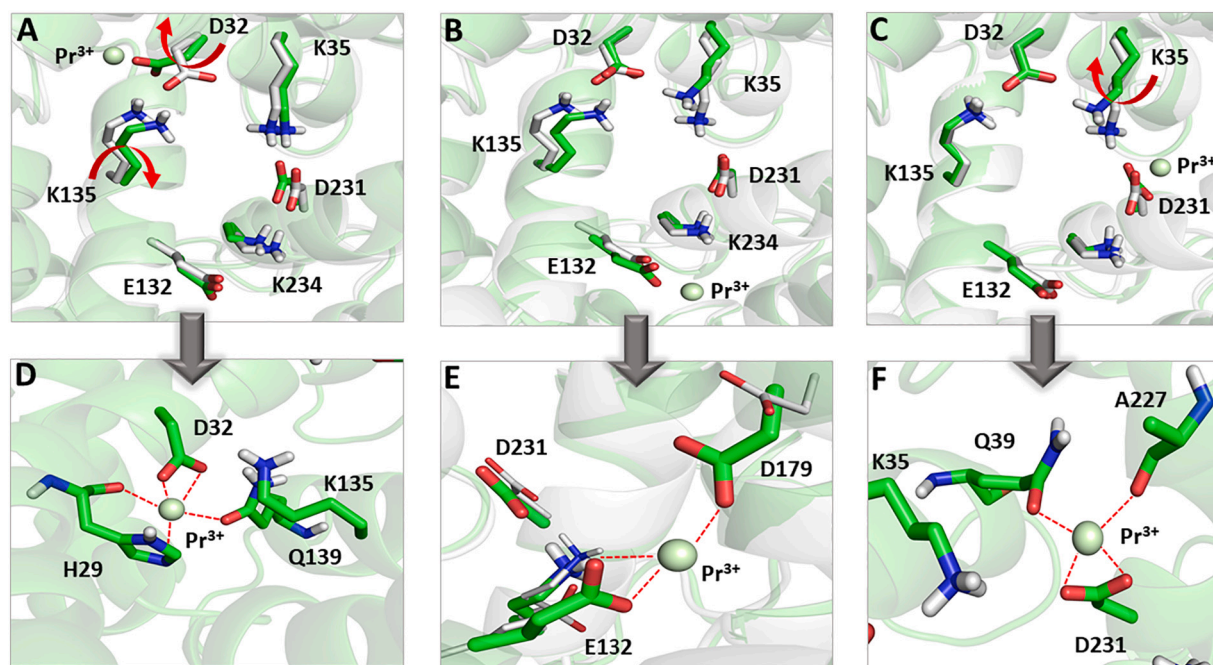 A
D32
K35
Pr³⁺
K135
D231
E132
K234
B
D32
K35
K135
D231
K234
E132
Pr³⁺
C
D32
K35
K135
Pr³⁺
D231
E132
D
D32
K135
Pr³⁺
Q139
H29
E
D231
D179
Pr³⁺
E132
F
A227
Q39
K35
Pr³⁺
D231